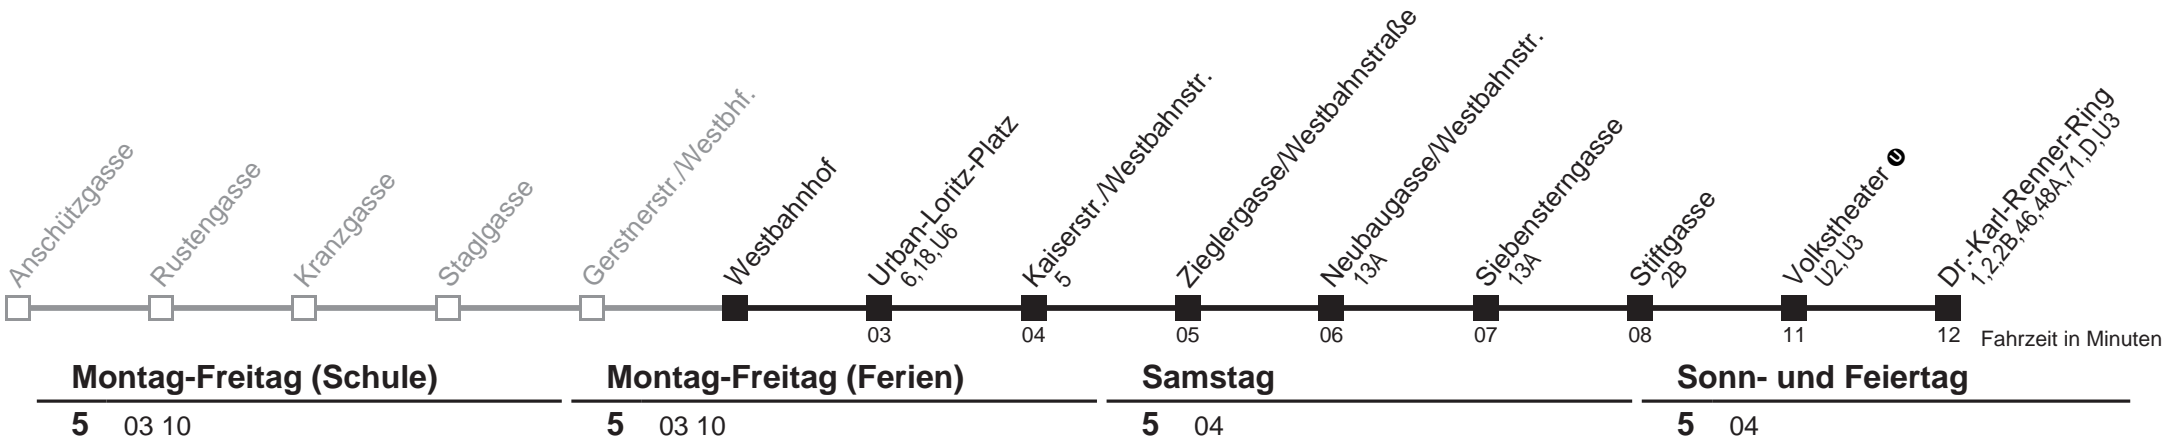 Anschützgasse
Rustengasse
Kranzgasse
Staglgasse
Gerstnerstr./Westbhf.
Westbahnhof
Urban-Loritz-Platz
6,18,U6
Kaiserstr./Westbahnstr.
5
Zieglergasse/Westbahnstraße
Neubaugasse/Westbahnstr.
13A
Siebensterngasse
13A
Stiftgasse
2B
Volkstheater U
U2,U3
Dr.-Karl-Renner-Ring
1,2,2B,46,48A,71,D,U3
03 04 05 06 07 08 11 12 Fahrzeit in Minuten
Montag-Freitag (Schule) Montag-Freitag (Ferien) Samstag Sonn- und Feiertag
5 03 10 5 03 10 5 04 5 04